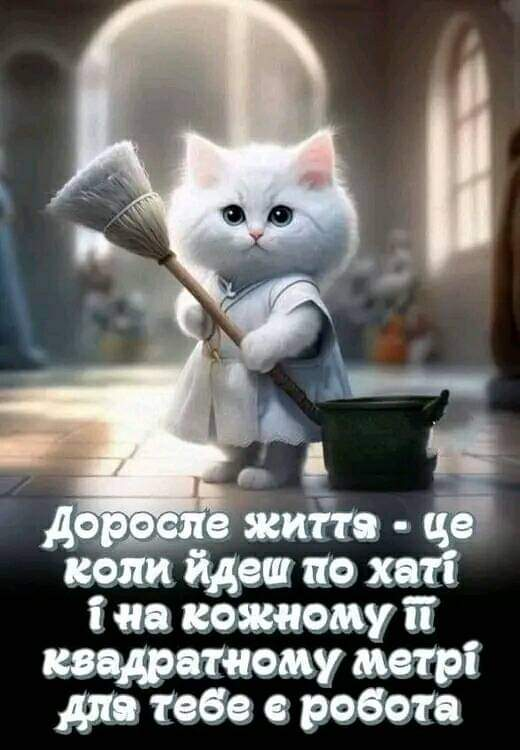 Доросле життя - це
коли йдеш по хаті
і на кожному її
квадратному метрі
для тебе є робота